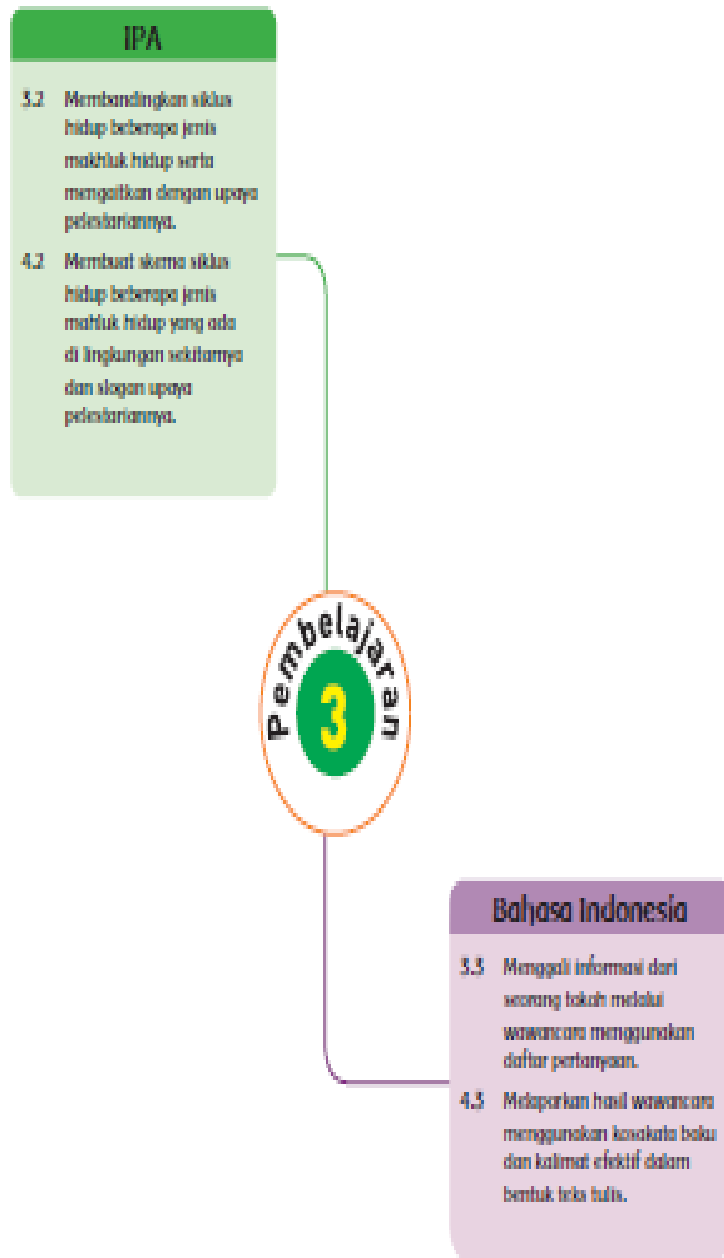 IPA
3.2 Membandingkan siklus
hidup beberapa jenis
makhluk hidup serta
mengaitkan dengan upaya
pelestariannya.
4.2 Membuat skema siklus
hidup beberapa jenis
mahluk hidup yang ada
di lingkungan sekitarnya
dan slogan upaya
pelestariannya.
Pembelajaran
3
Bahasa Indonesia
3.3 Menggali informasi dari
seorang tokoh melalui
wawancara menggunakan
daftar pertanyaan.
4.3 Melaporkan hasil wawancara
menggunakan kosakata baku
dan kalimat efektif dalam
bentuk teks tulis.